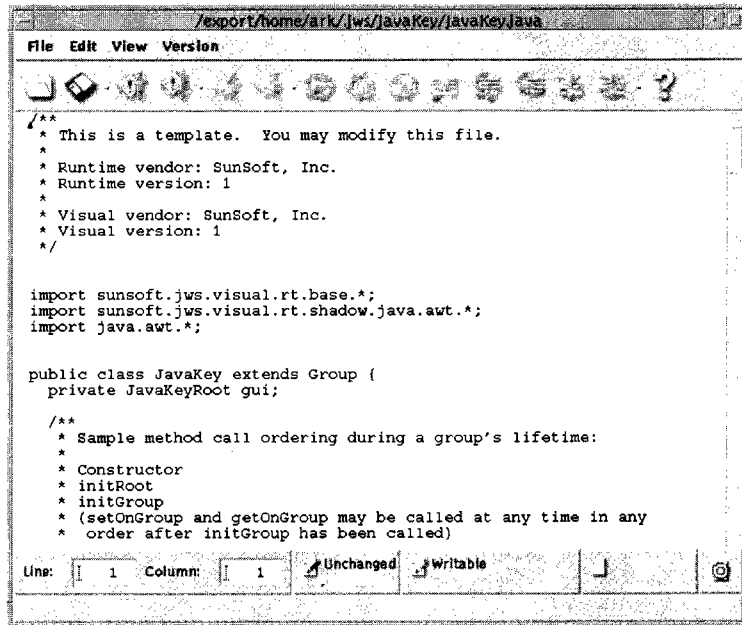 /export/home/ark/.jws/JavaKey/JavaKey.java
File Edit View Version
/**
* This is a template. You may modify this file.
*
* Runtime vendor: SunSoft, Inc.
* Runtime version: 1
*
* Visual vendor: SunSoft, Inc.
* Visual version: 1
*/
import sunsoft.jws.visual.rt.base.*;
import sunsoft.jws.visual.rt.shadow.java.awt.*;
import java.awt.*;
public class JavaKey extends Group {
private JavaKeyRoot gui;
/**
* Sample method call ordering during a group's lifetime:
*
* Constructor
* initRoot
* initGroup
* (setOnGroup and getOnGroup may be called at any time in any
* order after initGroup has been called)
Line: 1 Column: 1 Unchanged Writable